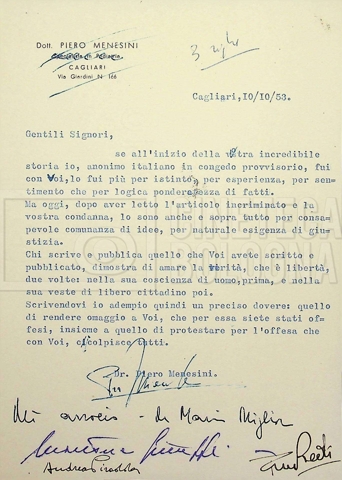 Dott. PIERO MENESINI
CAGLIARI
Via Giardini N 166
3 righe
Cagliari,10/10/53.
Gentili Signori,
se all'inizio della vostra incredibile
storia io, anonimo italiano in congedo provvisorio, fui
con Voi,lo fui più per istinto, per esperienza, per sen-
timento che per logica ponderatezza di fatti.
Ma oggi, dopo aver letto l'articolo incriminato e la
vostra condanna, lo sono anche e sopra tutto per consa-
pevole comunanza di idee, per naturale esigenza di giu-
stizia.
Chi scrive e pubblica quello che Voi avete scritto e
pubblicato, dimostra di amare la verità, che è libertà,
due volte: nella sua coscienza di uomo,prima, e nella
sua veste di libero cittadino poi.
Scrivendovi io adempio quindi un preciso dovere: quello
di rendere omaggio a Voi, che per essa siete stati of-
fesi, insieme a quello di protestare per l'offesa che
con Voi, colpisce tutti.
Dr. Piero Menesini.
Mi associo - di Mario